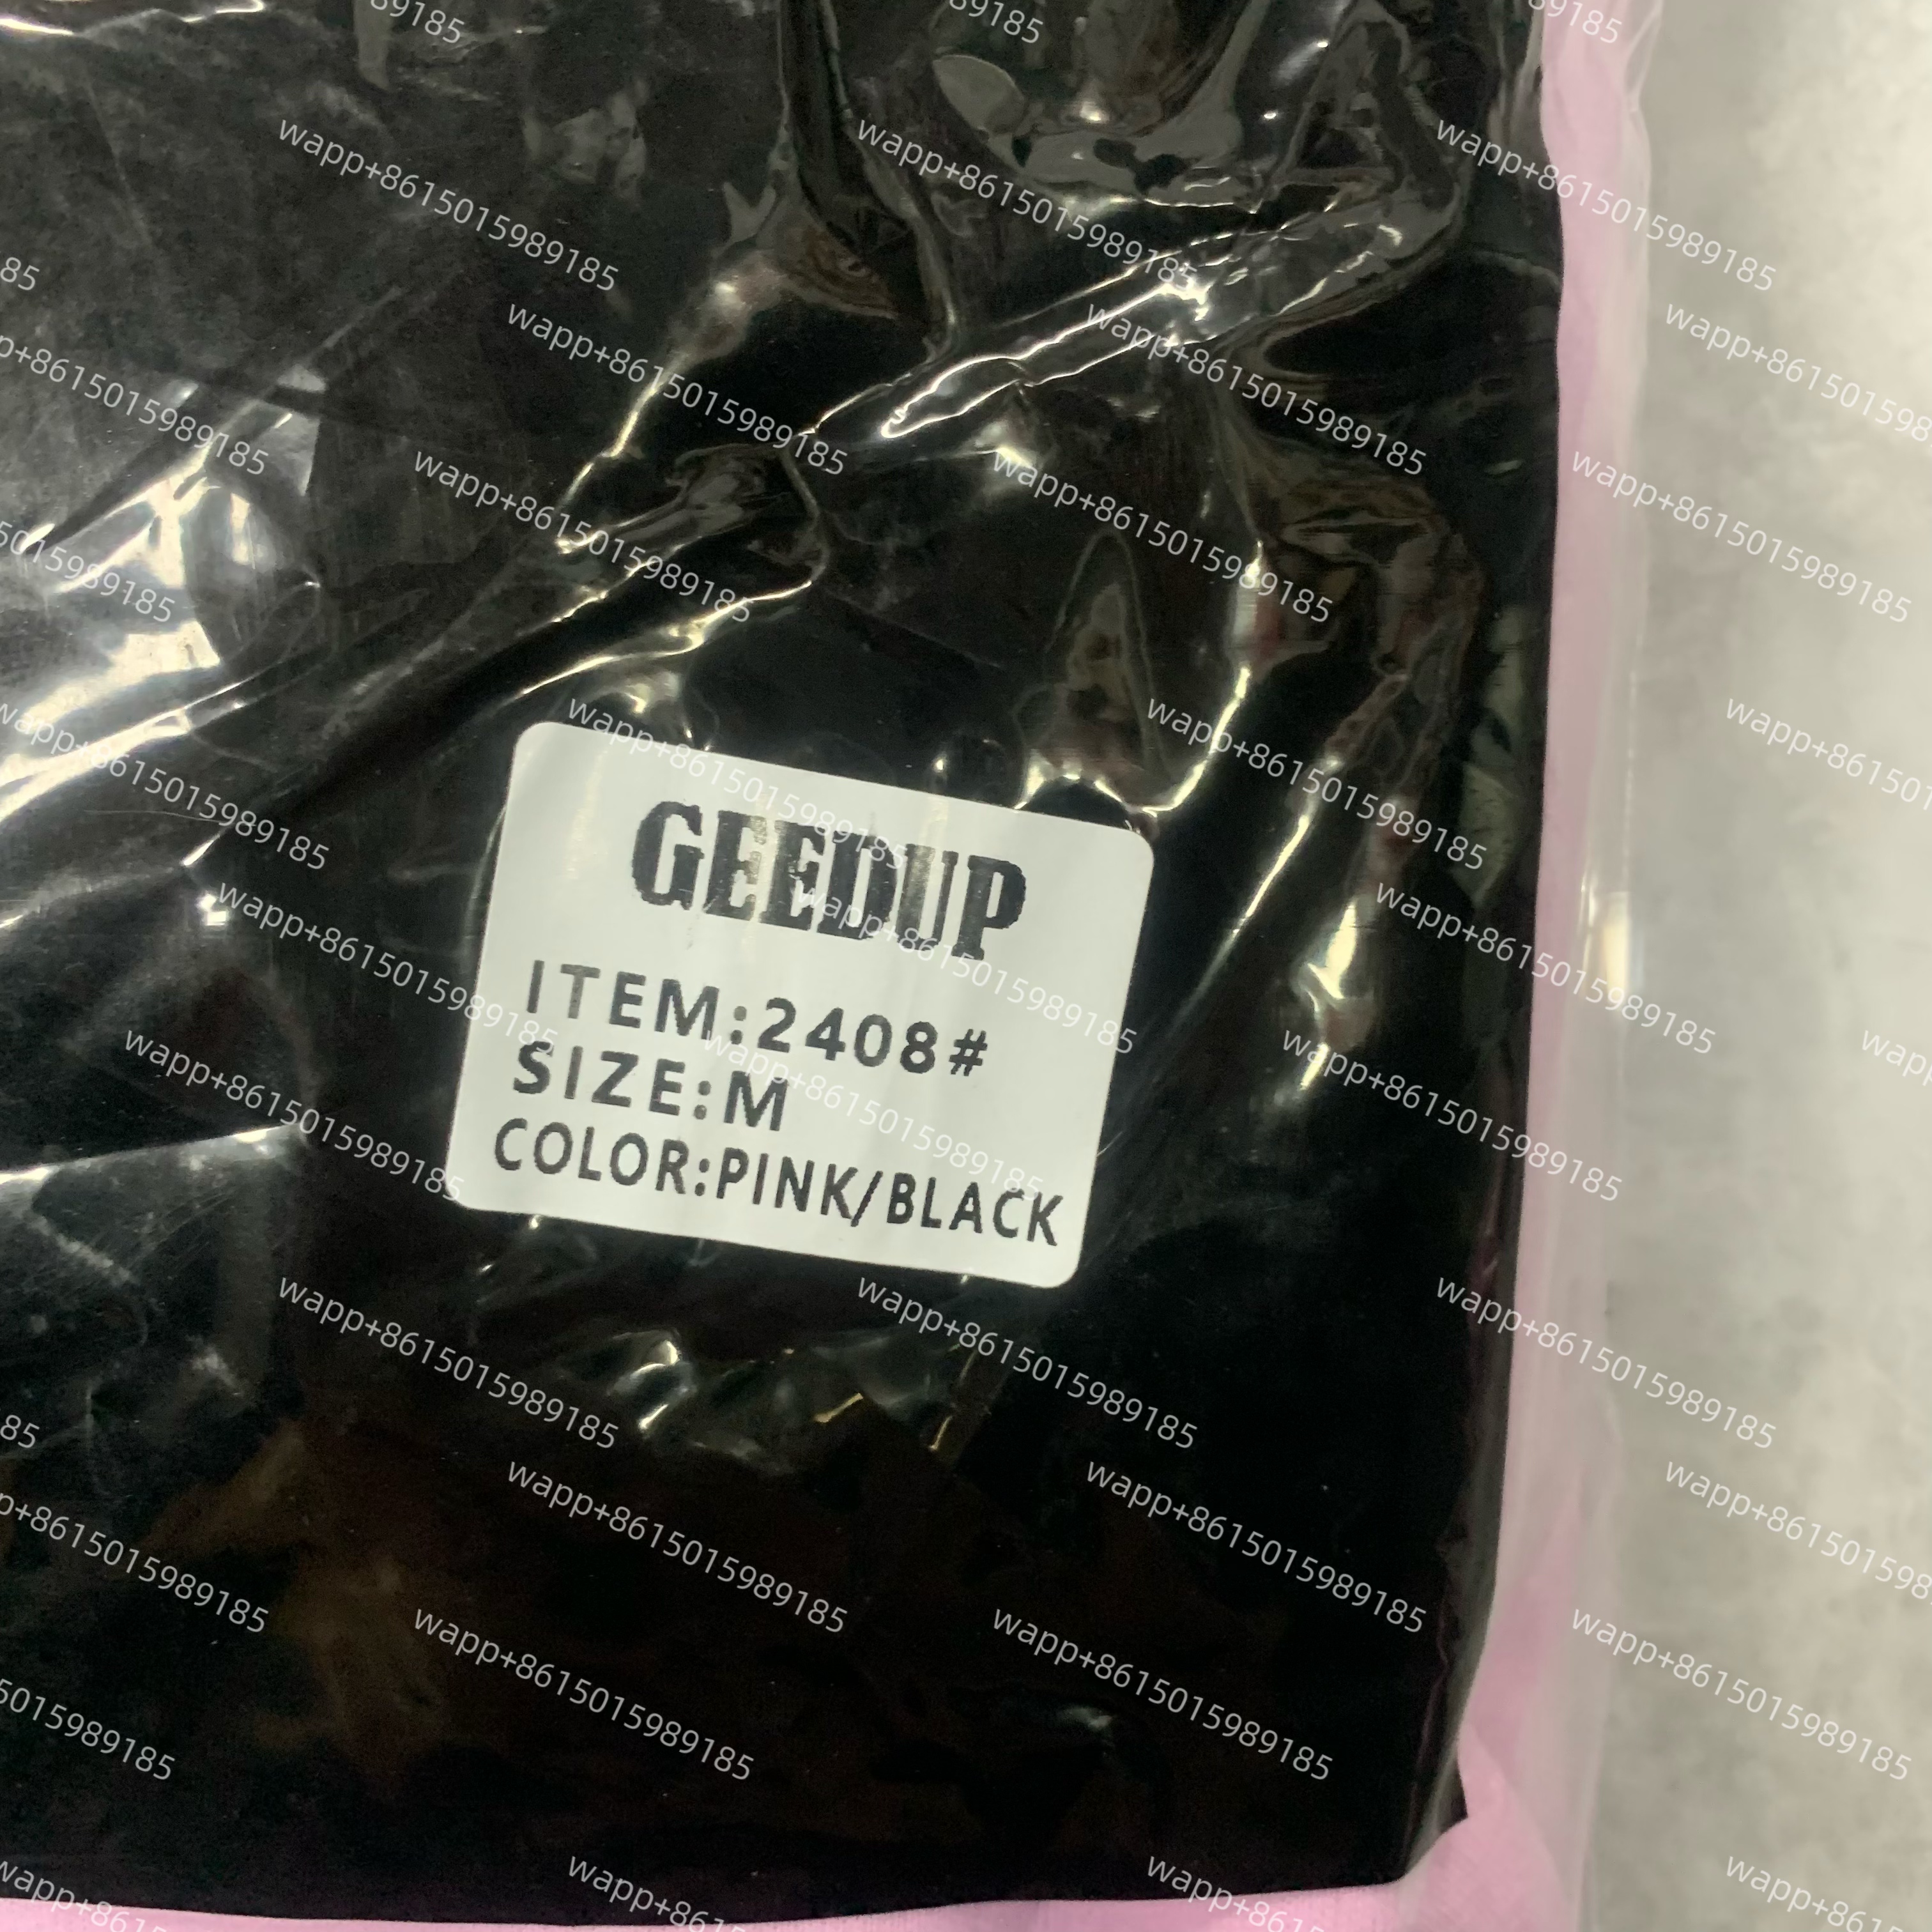 GEEDUP
ITEM:2408#
SIZE:M
COLOR:PINK/BLACK
wapp+8615015989185